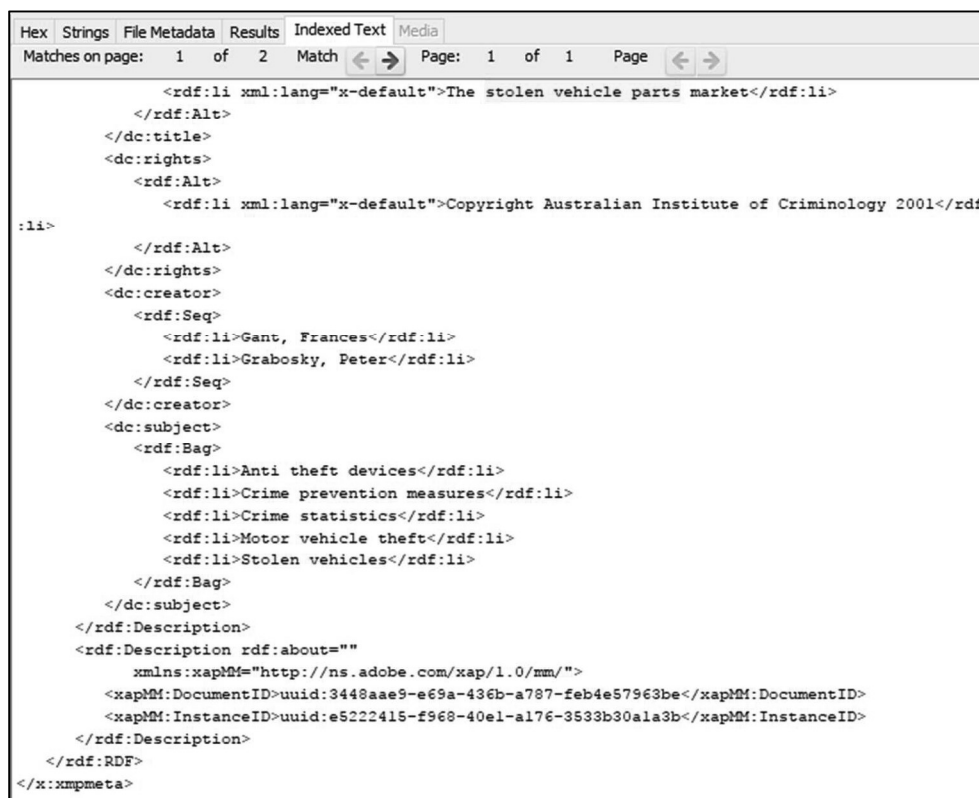 Hex Strings File Metadata Results Indexed Text Media
Matches on page: 1 of 2 Match Page: 1 of 1 Page
<rdf:li xml:lang="x-default">The stolen vehicle parts market</rdf:li>
</rdf:Alt>
</dc:title>
<dc:rights>
<rdf:Alt>
<rdf:li xml:lang="x-default">Copyright Australian Institute of Criminology 2001</rdf
:li>
</rdf:Alt>
</dc:rights>
<dc:creator>
<rdf:Seq>
<rdf:li>Gant, Frances</rdf:li>
<rdf:li>Grabosky, Peter</rdf:li>
</rdf:Seq>
</dc:creator>
<dc:subject>
<rdf:Bag>
<rdf:li>Anti theft devices</rdf:li>
<rdf:li>Crime prevention measures</rdf:li>
<rdf:li>Crime statistics</rdf:li>
<rdf:li>Motor vehicle theft</rdf:li>
<rdf:li>Stolen vehicles</rdf:li>
</rdf:Bag>
</dc:subject>
</rdf:Description>
<rdf:Description rdf:about=""
xmlns:xapMM="http://ns.adobe.com/xap/1.0/mm/">
<xapMM:DocumentID>uuid:3448aae9-e69a-436b-a787-feb4e57963be</xapMM:DocumentID>
<xapMM:InstanceID>uuid:e5222415-f968-40e1-a176-3533b30a1a3b</xapMM:InstanceID>
</rdf:Description>
</rdf:RDF>
</x:xmpmeta>